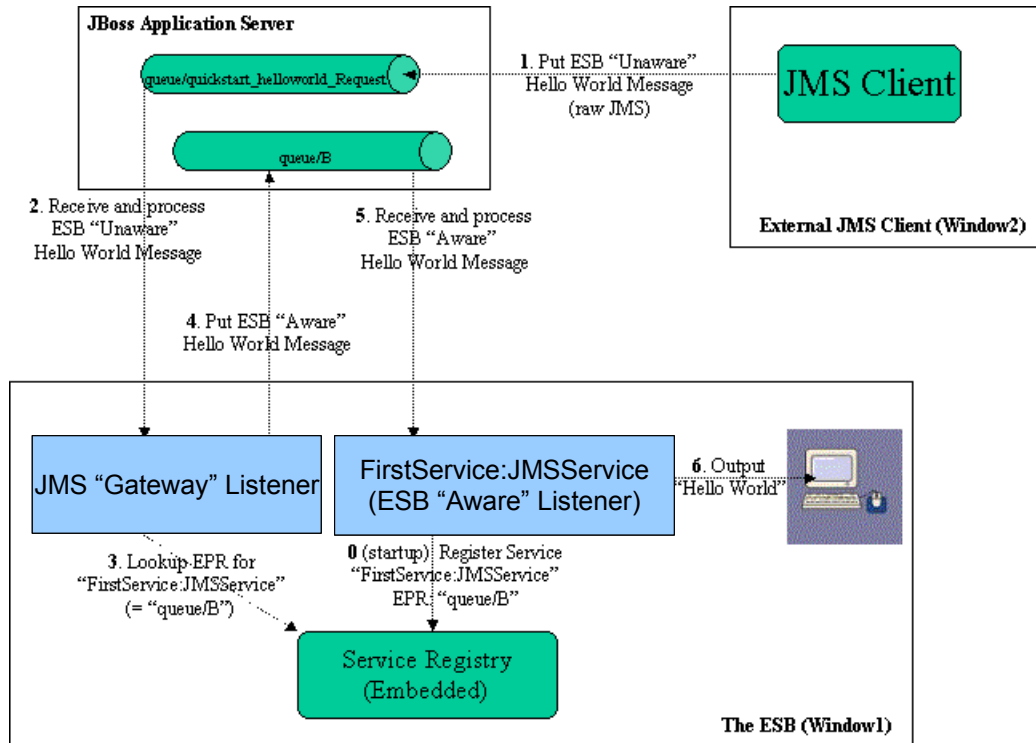 JBoss Application Server
queue/quickstart_helloworld_Request
queue/B
1. Put ESB “Unaware”
Hello World Message
(raw JMS)
JMS Client
External JMS Client (Window2)
2. Receive and process
ESB “Unaware”
Hello World Message
5. Receive and process
ESB “Aware”
Hello World Message
4. Put ESB “Aware”
Hello World Message
JMS “Gateway” Listener
FirstService:JMSService
(ESB “Aware” Listener)
6. Output
“Hello World”
3. Lookup EPR for
“FirstService:JMSService”
(= “queue/B”)
0 (startup) Register Service
“FirstService:JMSService”
EPR: “queue/B”
Service Registry
(Embedded)
The ESB (Window1)